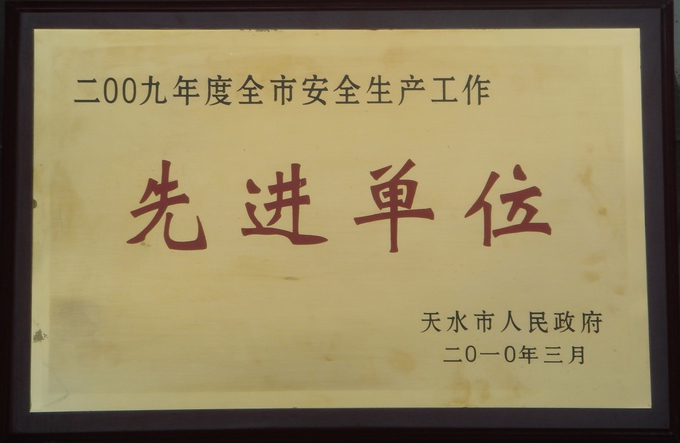 二00九年度全市安全生产工作
先进单位
天水市人民政府
二0一0年三月